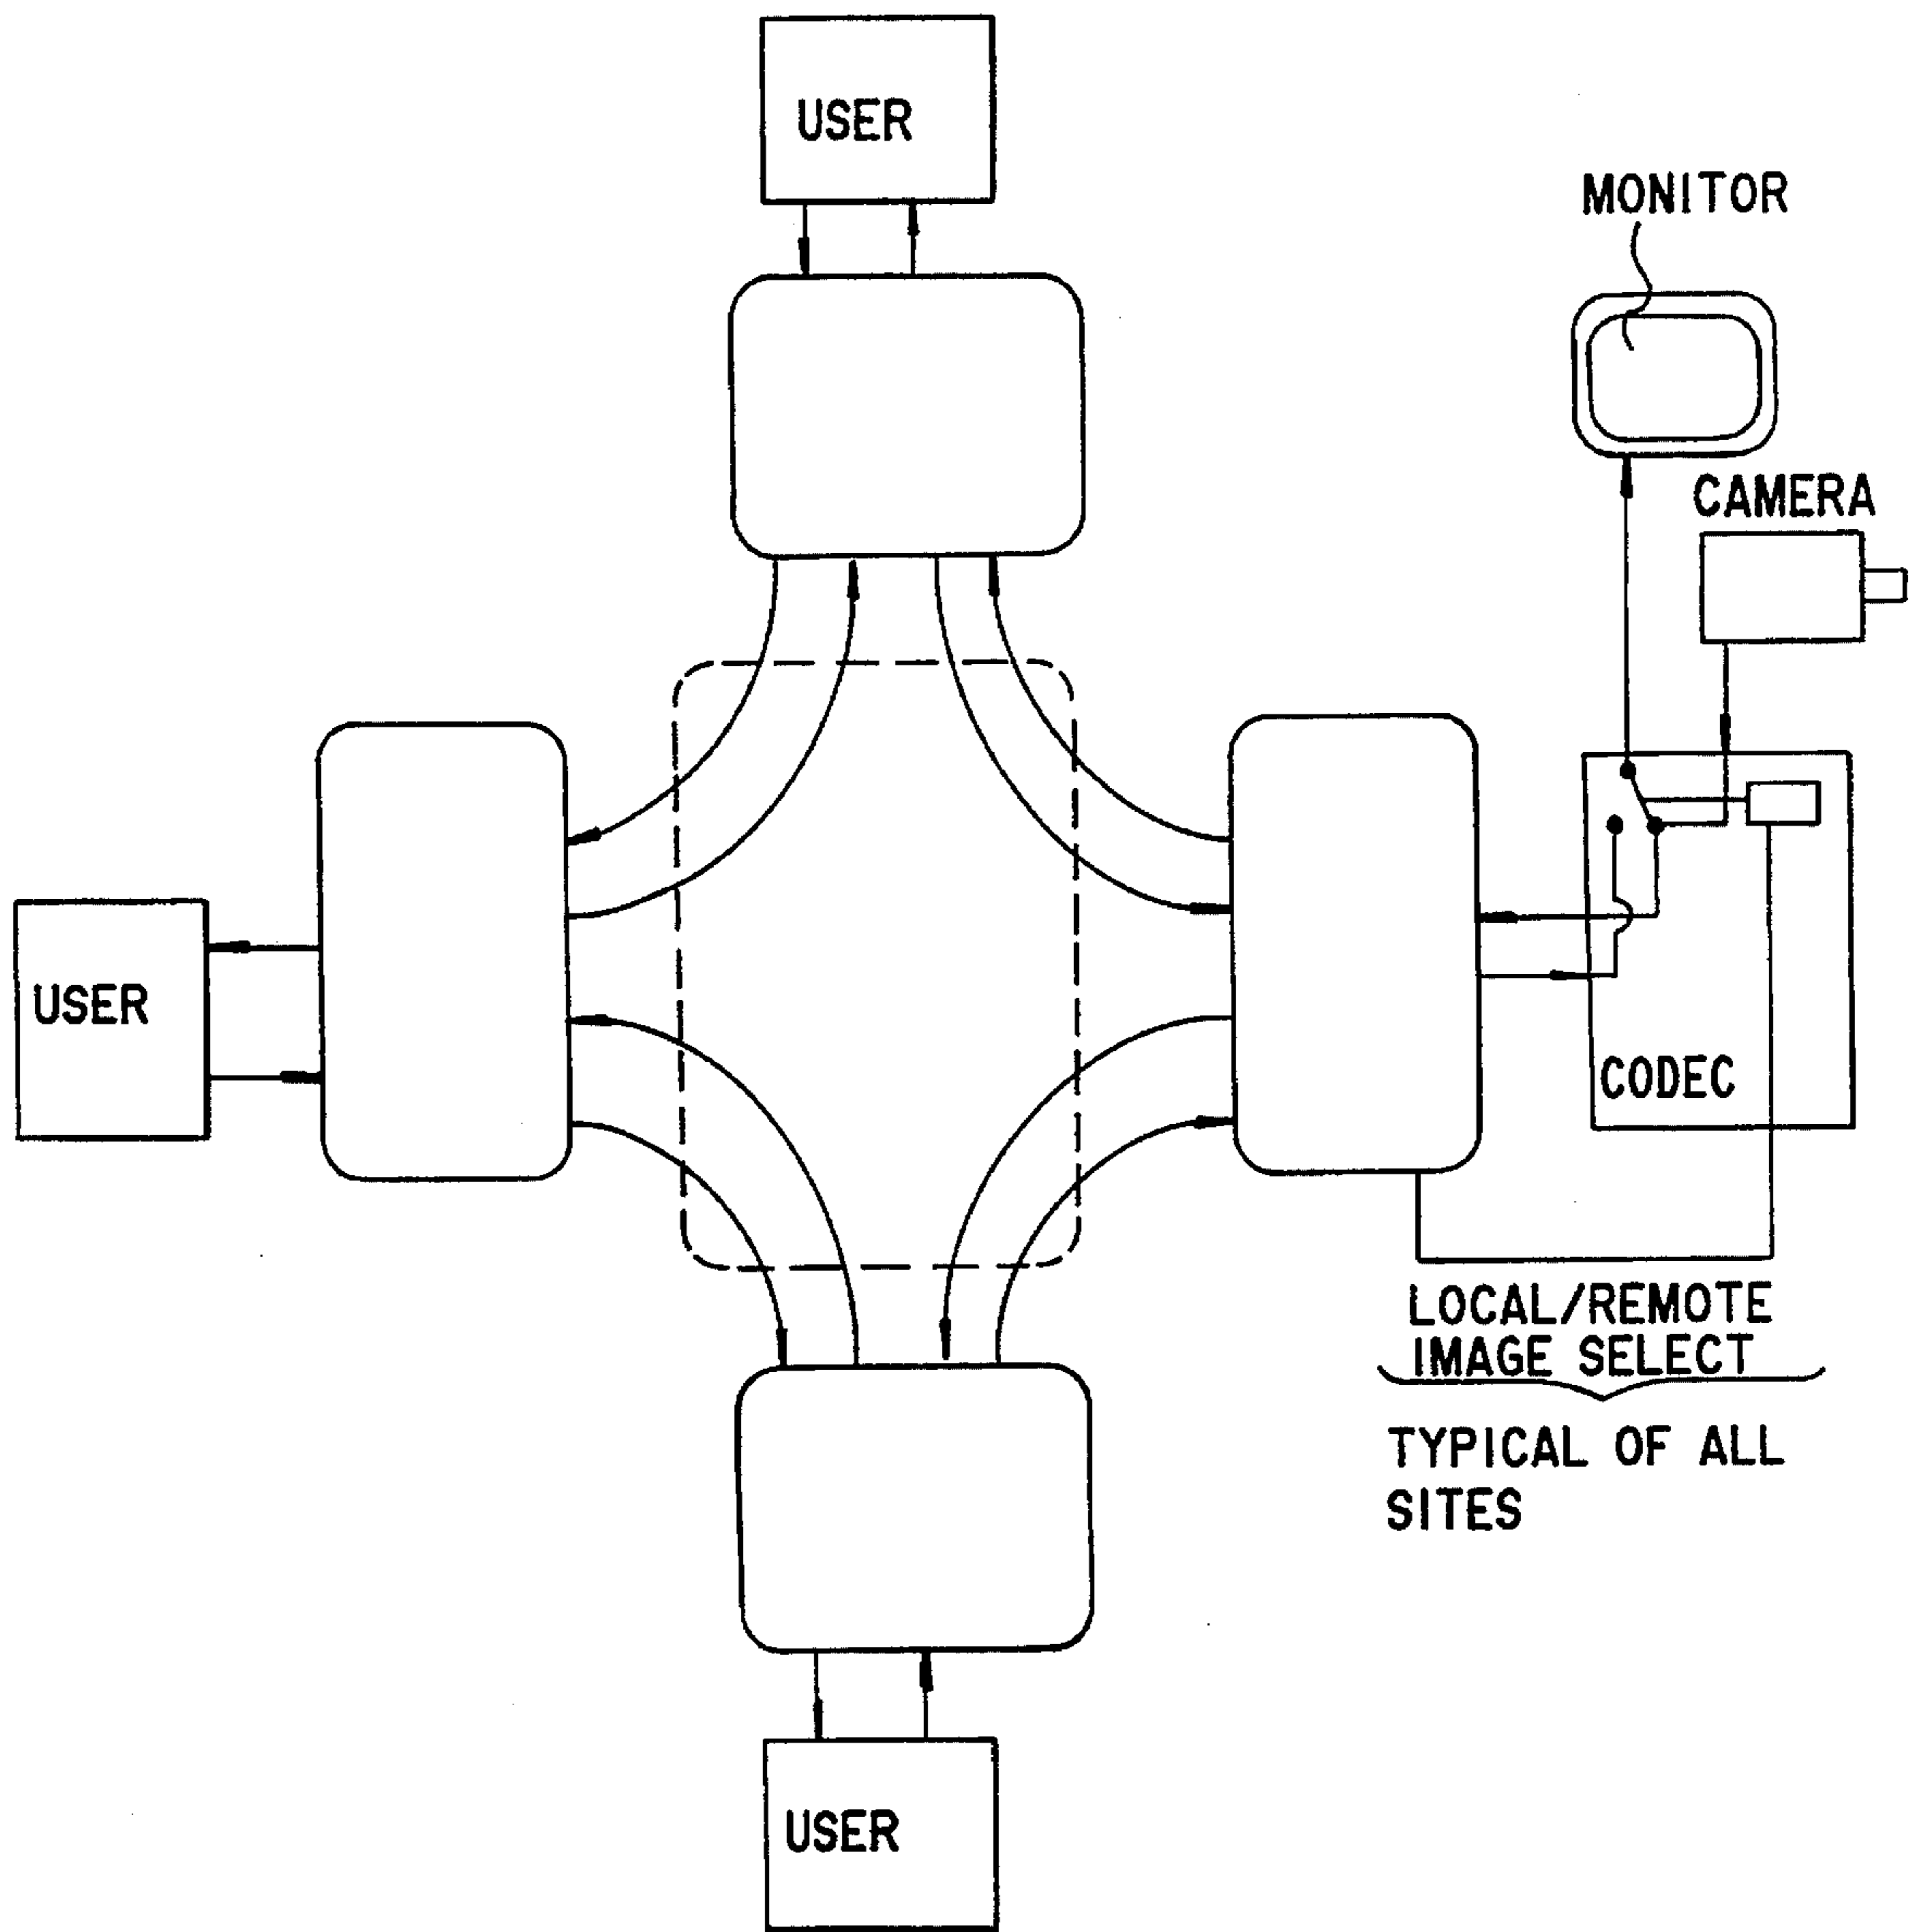 USER
MONITOR
CAMERA
USER
CODEC
LOCAL/REMOTE
IMAGE SELECT
TYPICAL OF ALL
SITES
USER